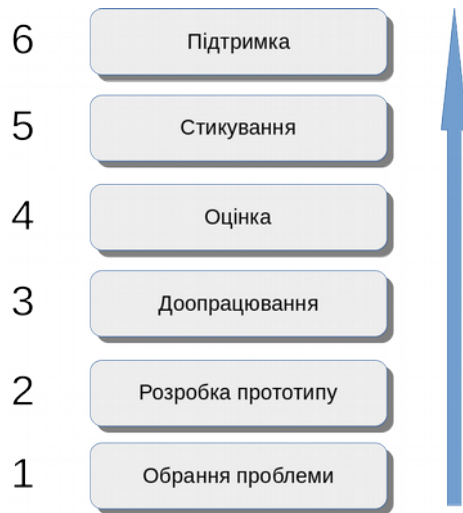 6 Підтримка
5 Стикування
4 Оцінка
3 Доопрацювання
2 Розробка прототипу
1 Обрання проблеми